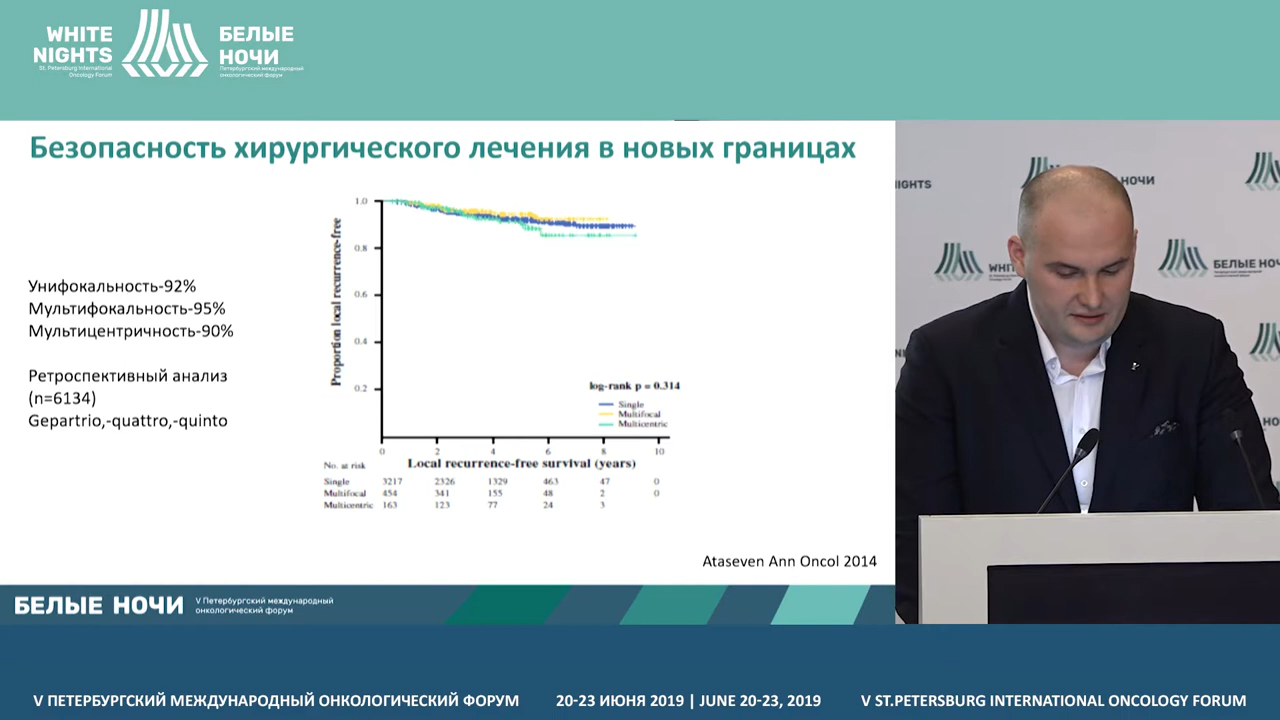 WHITE
NIGHTS
St. Petersburg International
Oncology Forum
БЕЛЫЕ
НОЧИ
Петербургский международный
онкологический форум
Безопасность хирургического лечения в новых границах
Унифокальность-92%
Мультифокальность-95%
Мультицентричность-90%
Ретроспективный анализ
(n=6134)
Gepartrio,-quattro,-quinto
Proportion local recurrence-free
1.0
0.8
0.6
0.4
0.2
log-rank p = 0.314
Single
Multifocal
Multicentric
0 2 4 6 8 10
No. at risk
Local recurrence-free survival (years)
Single 3217 2326 1329 463 47 0
Multifocal 454 341 155 48 2 0
Multicentric 163 123 77 24 3
Ataseven Ann Oncol 2014
БЕЛЫЕ НОЧИ
V Петербургский международный
онкологический форум
IGHTS
НОЧИ
WHI
NIG
БЕЛЫЕ НОЧ
V ПЕТЕРБУРГСКИЙ МЕЖДУНАРОДНЫЙ ОНКОЛОГИЧЕСКИЙ ФОРУМ
20-23 ИЮНЯ 2019 | JUNE 20-23, 2019
V ST.PETERSBURG INTERNATIONAL ONCOLOGY FORUM